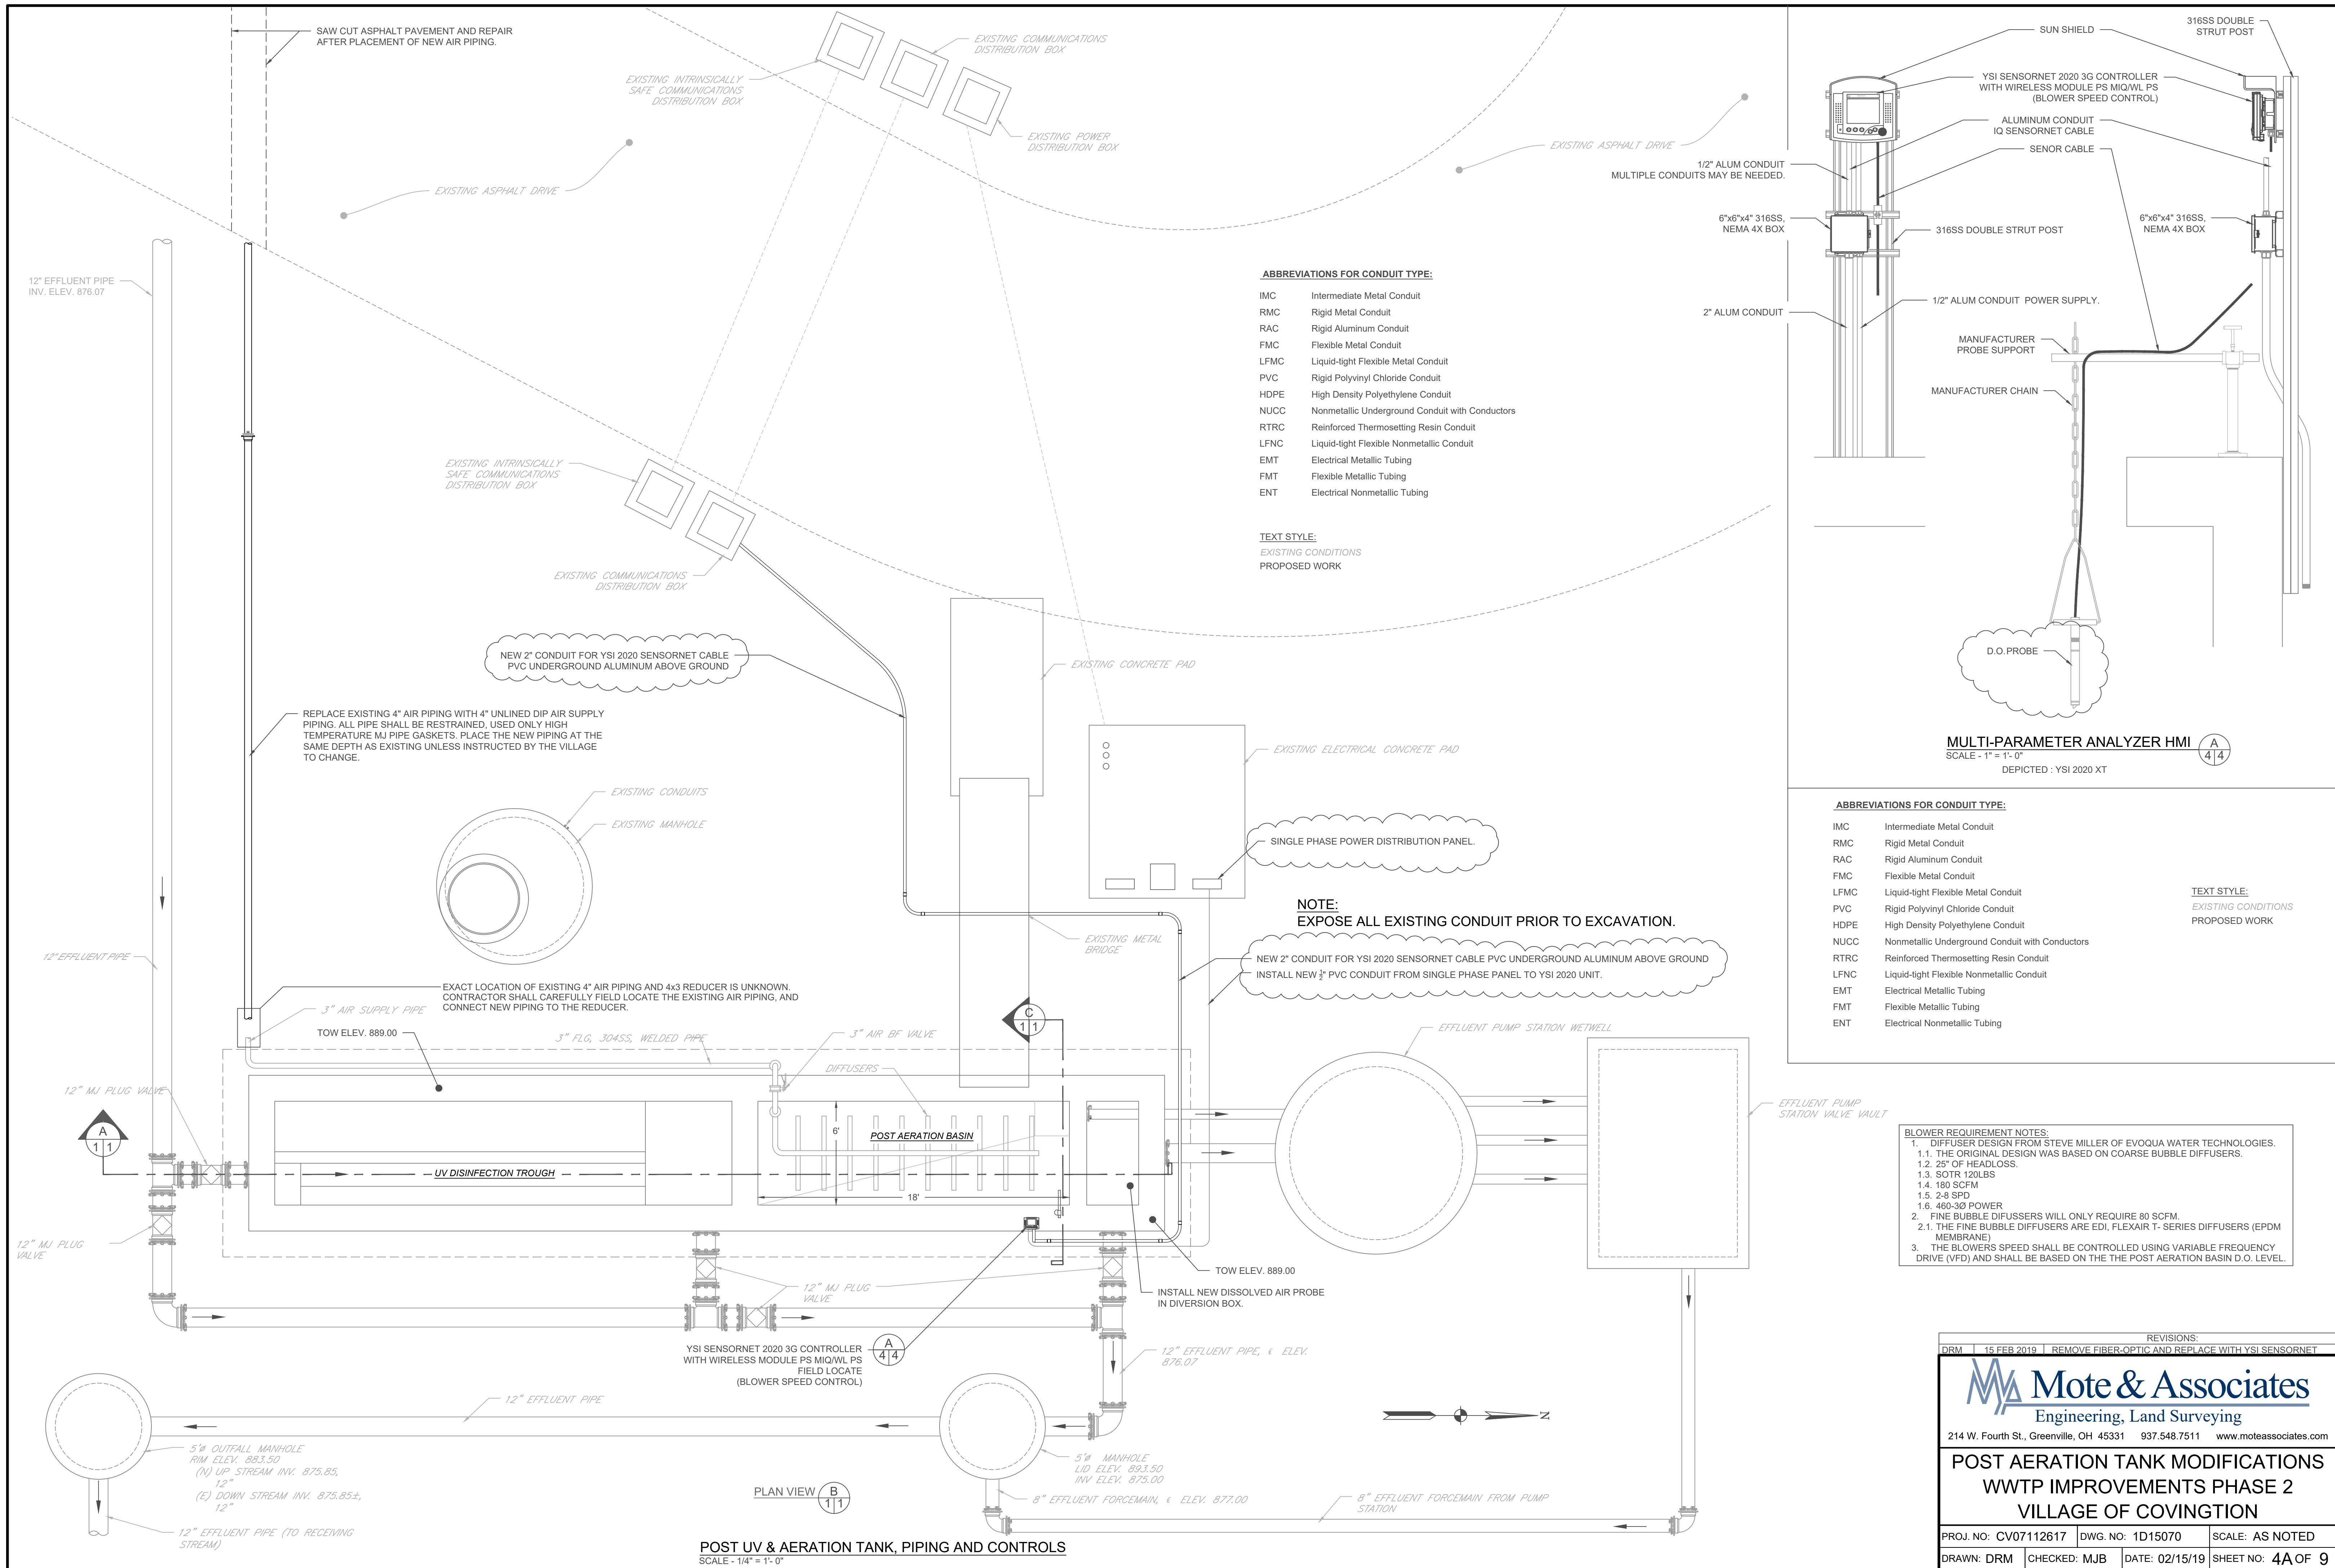 SAW CUT ASPHALT PAVEMENT AND REPAIR
AFTER PLACEMENT OF NEW AIR PIPING.
EXISTING COMMUNICATIONS
DISTRIBUTION BOX
EXISTING INTRINSICALLY
SAFE COMMUNICATIONS
DISTRIBUTION BOX
EXISTING POWER
DISTRIBUTION BOX
EXISTING ASPHALT DRIVE
EXISTING ASPHALT DRIVE
12" EFFLUENT PIPE
INV. ELEV. 876.07
EXISTING INTRINSICALLY
SAFE COMMUNICATIONS
DISTRIBUTION BOX
EXISTING COMMUNICATIONS
DISTRIBUTION BOX
ABBREVIATIONS FOR CONDUIT TYPE:
IMC Intermediate Metal Conduit
RMC Rigid Metal Conduit
RAC Rigid Aluminum Conduit
FMC Flexible Metal Conduit
LFMC Liquid-tight Flexible Metal Conduit
PVC Rigid Polyvinyl Chloride Conduit
HDPE High Density Polyethylene Conduit
NUCC Nonmetallic Underground Conduit with Conductors
RTRC Reinforced Thermosetting Resin Conduit
LFNC Liquid-tight Flexible Nonmetallic Conduit
EMT Electrical Metallic Tubing
FMT Flexible Metallic Tubing
ENT Electrical Nonmetallic Tubing
TEXT STYLE:
EXISTING CONDITIONS
PROPOSED WORK
NEW 2" CONDUIT FOR YSI 2020 SENSORNET CABLE
PVC UNDERGROUND ALUMINUM ABOVE GROUND
EXISTING CONCRETE PAD
REPLACE EXISTING 4" AIR PIPING WITH 4" UNLINED DIP AIR SUPPLY
PIPING. ALL PIPE SHALL BE RESTRAINED, USED ONLY HIGH
TEMPERATURE MJ PIPE GASKETS. PLACE THE NEW PIPING AT THE
SAME DEPTH AS EXISTING UNLESS INSTRUCTED BY THE VILLAGE
TO CHANGE.
EXISTING ELECTRICAL CONCRETE PAD
EXISTING CONDUITS
EXISTING MANHOLE
SINGLE PHASE POWER DISTRIBUTION PANEL.
NOTE:
EXPOSE ALL EXISTING CONDUIT PRIOR TO EXCAVATION.
EXISTING METAL
BRIDGE
NEW 2" CONDUIT FOR YSI 2020 SENSORNET CABLE PVC UNDERGROUND ALUMINUM ABOVE GROUND
INSTALL NEW ½" PVC CONDUIT FROM SINGLE PHASE PANEL TO YSI 2020 UNIT.
12" EFFLUENT PIPE
EXACT LOCATION OF EXISTING 4" AIR PIPING AND 4x3 REDUCER IS UNKNOWN.
CONTRACTOR SHALL CAREFULLY FIELD LOCATE THE EXISTING AIR PIPING, AND
CONNECT NEW PIPING TO THE REDUCER.
3" AIR SUPPLY PIPE
TOW ELEV. 889.00
3" FLG, 304SS, WELDED PIPE
3" AIR BF VALVE
C
1 1
EFFLUENT PUMP STATION WETWELL
DIFFUSERS
12" MJ PLUG VALVE
A
1 1
6'
POST AERATION BASIN
UV DISINFECTION TROUGH
18'
EFFLUENT PUMP
STATION VALVE VAULT
12" MJ PLUG
VALVE
12" MJ PLUG
VALVE
TOW ELEV. 889.00
INSTALL NEW DISSOLVED AIR PROBE
IN DIVERSION BOX.
YSI SENSORNET 2020 3G CONTROLLER
WITH WIRELESS MODULE PS MIQ/WL PS
FIELD LOCATE
(BLOWER SPEED CONTROL)
A
4 4
12" EFFLUENT PIPE, ℄ ELEV.
876.07
12" EFFLUENT PIPE
N
5'ø OUTFALL MANHOLE
RIM ELEV. 883.50
(N) UP STREAM INV. 875.85,
12"
(E) DOWN STREAM INV. 875.85±,
12"
5'ø MANHOLE
LID ELEV. 893.50
INV ELEV. 875.00
8" EFFLUENT FORCEMAIN, ℄ ELEV. 877.00
8" EFFLUENT FORCEMAIN FROM PUMP
STATION
12" EFFLUENT PIPE (TO RECEIVING
STREAM)
PLAN VIEW
B
1 1
POST UV & AERATION TANK, PIPING AND CONTROLS
SCALE - 1/4" = 1'- 0"
316SS DOUBLE
STRUT POST
SUN SHIELD
YSI SENSORNET 2020 3G CONTROLLER
WITH WIRELESS MODULE PS MIQ/WL PS
(BLOWER SPEED CONTROL)
ALUMINUM CONDUIT
IQ SENSORNET CABLE
SENOR CABLE
1/2" ALUM CONDUIT
MULTIPLE CONDUITS MAY BE NEEDED.
6"x6"x4" 316SS,
NEMA 4X BOX
316SS DOUBLE STRUT POST
6"x6"x4" 316SS,
NEMA 4X BOX
2" ALUM CONDUIT
1/2" ALUM CONDUIT POWER SUPPLY.
MANUFACTURER
PROBE SUPPORT
MANUFACTURER CHAIN
D.O. PROBE
MULTI-PARAMETER ANALYZER HMI
A
4 4
SCALE - 1" = 1'- 0"
DEPICTED : YSI 2020 XT
ABBREVIATIONS FOR CONDUIT TYPE:
IMC Intermediate Metal Conduit
RMC Rigid Metal Conduit
RAC Rigid Aluminum Conduit
FMC Flexible Metal Conduit
LFMC Liquid-tight Flexible Metal Conduit
PVC Rigid Polyvinyl Chloride Conduit
HDPE High Density Polyethylene Conduit
NUCC Nonmetallic Underground Conduit with Conductors
RTRC Reinforced Thermosetting Resin Conduit
LFNC Liquid-tight Flexible Nonmetallic Conduit
EMT Electrical Metallic Tubing
FMT Flexible Metallic Tubing
ENT Electrical Nonmetallic Tubing
TEXT STYLE:
EXISTING CONDITIONS
PROPOSED WORK
BLOWER REQUIREMENT NOTES:
1. DIFFUSER DESIGN FROM STEVE MILLER OF EVOQUA WATER TECHNOLOGIES.
1.1. THE ORIGINAL DESIGN WAS BASED ON COARSE BUBBLE DIFFUSERS.
1.2. 25" OF HEADLOSS.
1.3. SOTR 120LBS
1.4. 180 SCFM
1.5. 2-8 SPD
1.6. 460-3Ø POWER
2. FINE BUBBLE DIFUSSERS WILL ONLY REQUIRE 80 SCFM.
2.1. THE FINE BUBBLE DIFFUSERS ARE EDI, FLEXAIR T- SERIES DIFFUSERS (EPDM
MEMBRANE)
3. THE BLOWERS SPEED SHALL BE CONTROLLED USING VARIABLE FREQUENCY
DRIVE (VFD) AND SHALL BE BASED ON THE THE POST AERATION BASIN D.O. LEVEL.
REVISIONS:
DRM 15 FEB 2019 REMOVE FIBER-OPTIC AND REPLACE WITH YSI SENSORNET
Mote & Associates
Engineering, Land Surveying
214 W. Fourth St., Greenville, OH 45331 937.548.7511 www.moteassociates.com
POST AERATION TANK MODIFICATIONS
WWTP IMPROVEMENTS PHASE 2
VILLAGE OF COVINGTION
PROJ. NO: CV07112617 DWG. NO: 1D15070 SCALE: AS NOTED
DRAWN: DRM CHECKED: MJB DATE: 02/15/19 SHEET NO: 4A OF 9